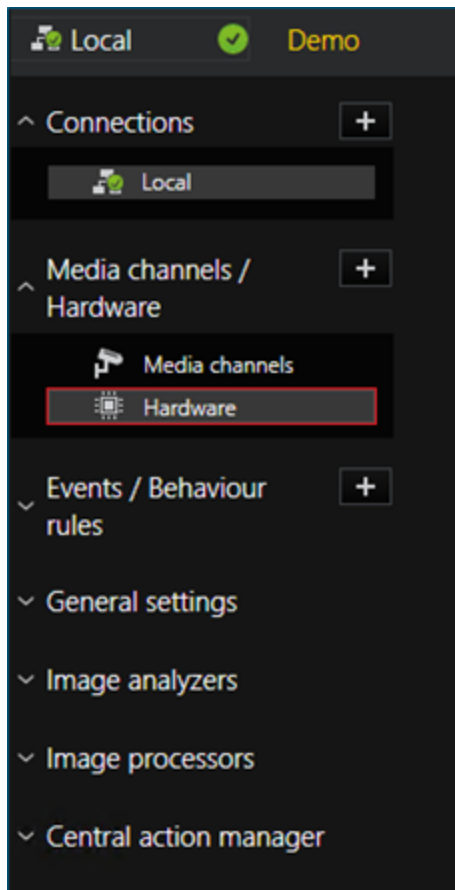 Local Demo
Connections +
Local
Media channels / +
Hardware
Media channels
Hardware
Events / Behaviour +
rules
General settings
Image analyzers
Image processors
Central action manager